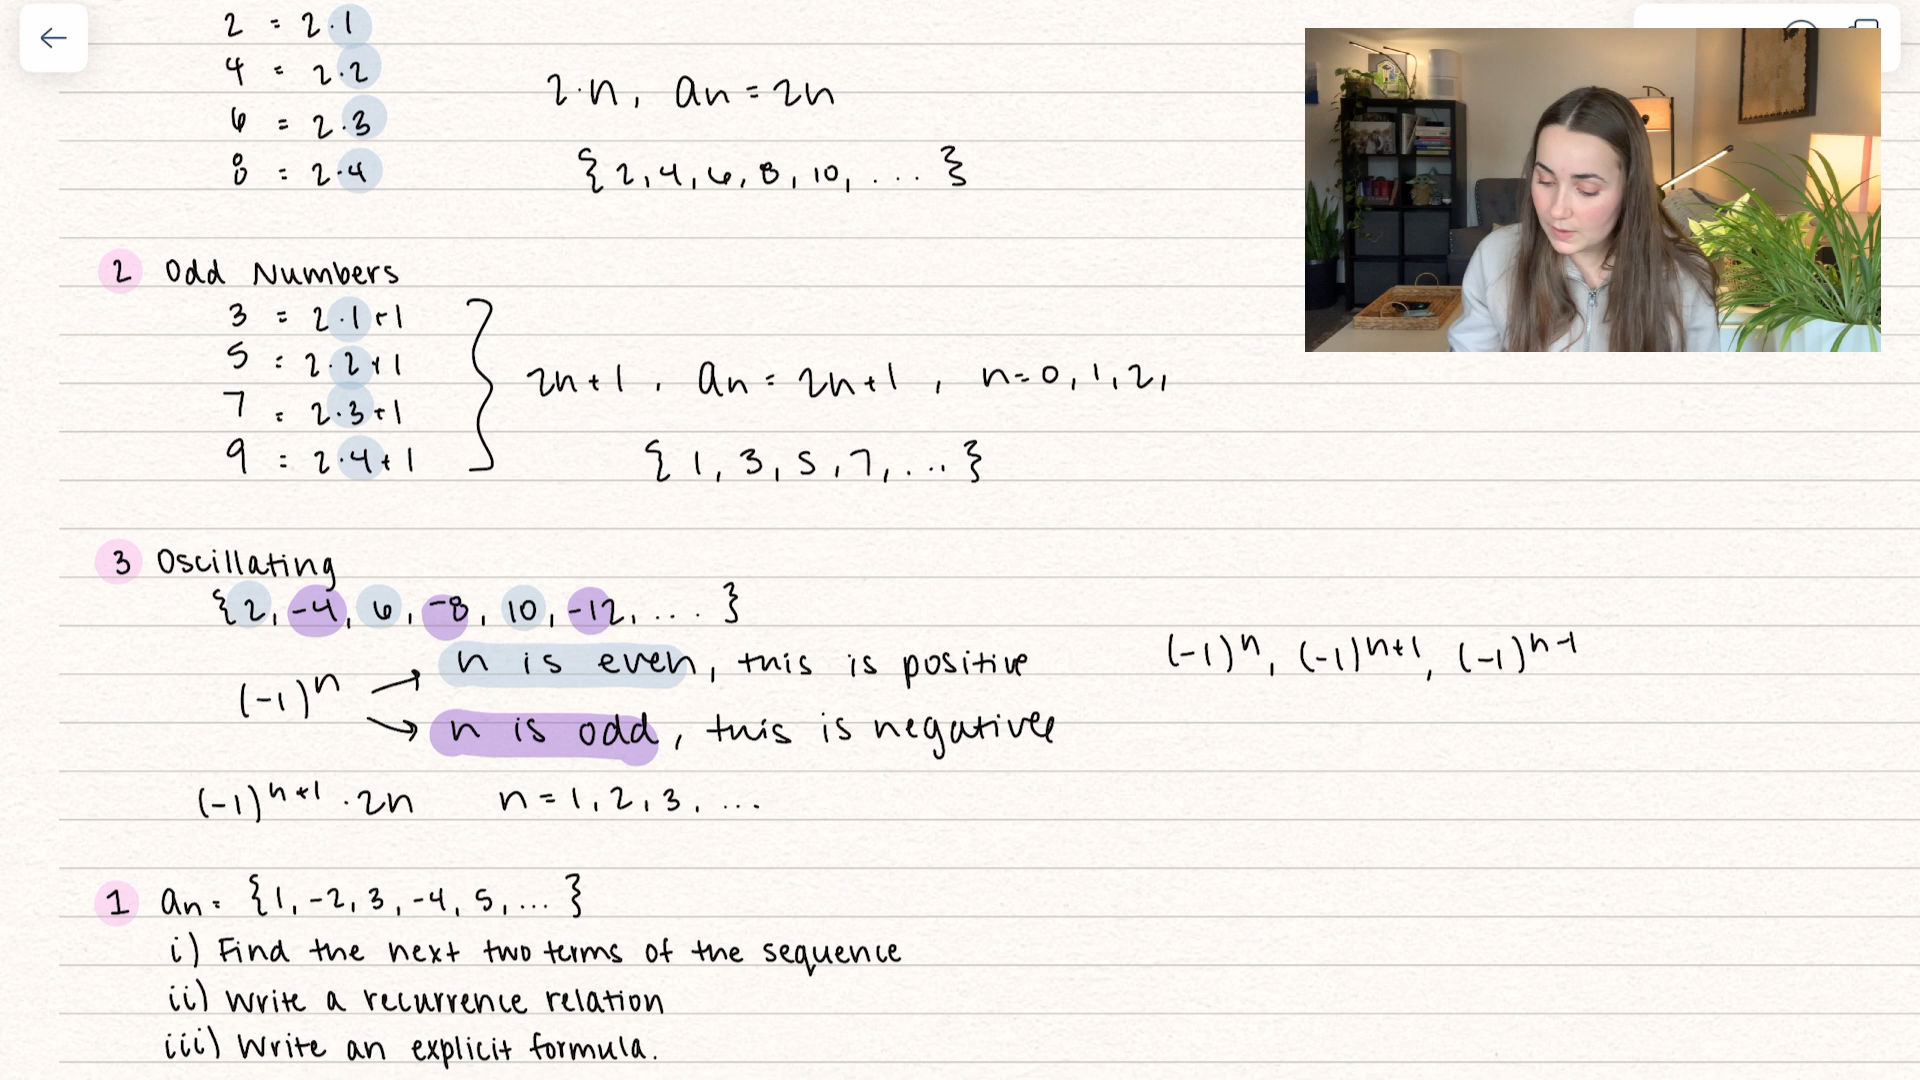 2 = 2·1
4 = 2·2
6 = 2·3
8 = 2·4
2·n, an = 2n
{2, 4, 6, 8, 10, ... }
2 Odd Numbers
3 = 2·1+1
5 = 2·2+1
7 = 2·3+1
9 = 2·4+1
2n+1, an = 2n+1, n=0,1,2,
{1, 3, 5, 7, ...}
3 Oscillating
{2, -4, 6, -8, 10, -12, ... }
(-1)^n → n is even, this is positive
→ n is odd, this is negative
(-1)^n, (-1)^n+1, (-1)^n-1
(-1)^n+1 ·2n n=1,2,3, ...
1 an = {1, -2, 3, -4, 5, ... }
i) Find the next two terms of the sequence
ii) Write a recurrence relation
iii) Write an explicit formula.